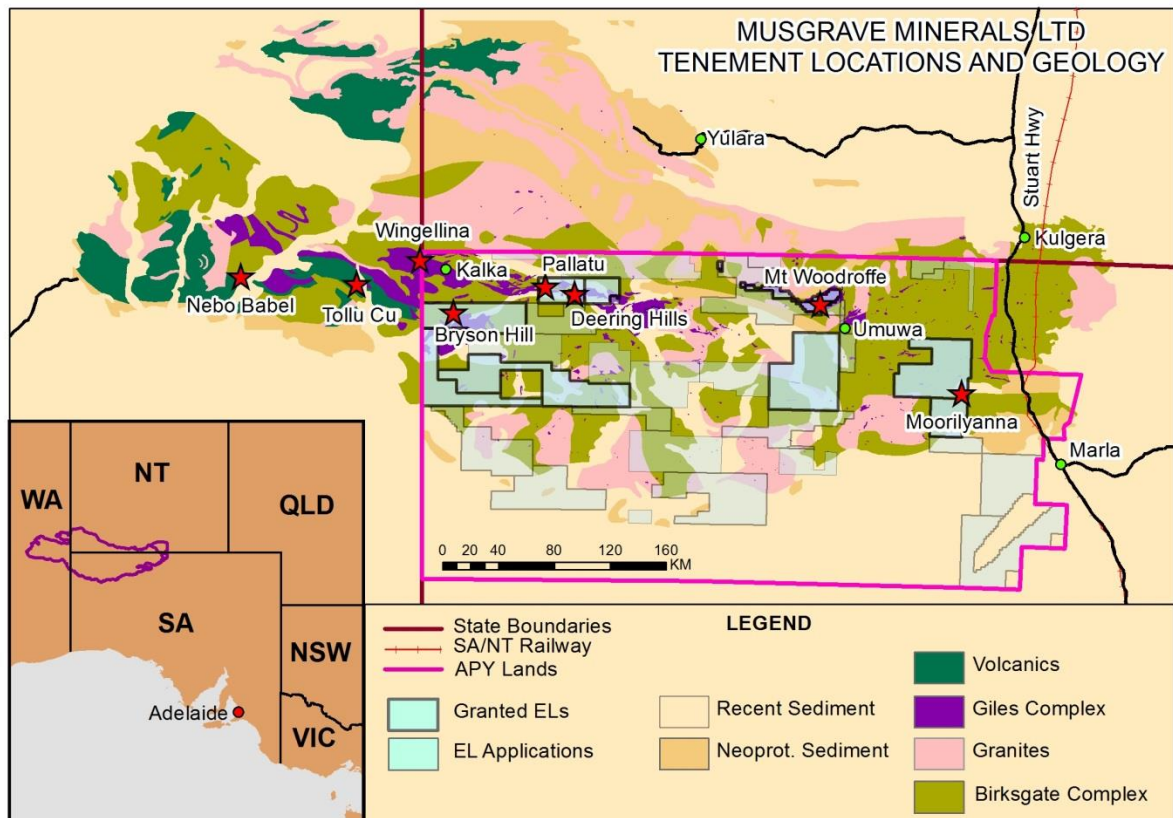 MUSGRAVE MINERALS LTD
TENEMENT LOCATIONS AND GEOLOGY
Yulara
Stuart Hwy
Kulgera
Wingellina
Kalka
Pallatu
Mt Woodroffe
Nebo Babel
Tollu Cu
Bryson Hill
Deering Hills
Umuwa
Moorilyanna
Marla
0 20 40 80 120 160
KM
WA
NT
QLD
SA
NSW
VIC
Adelaide
LEGEND
State Boundaries
SA/NT Railway
APY Lands
Granted ELs
EL Applications
Recent Sediment
Neoprot. Sediment
Volcanics
Giles Complex
Granites
Birksgate Complex